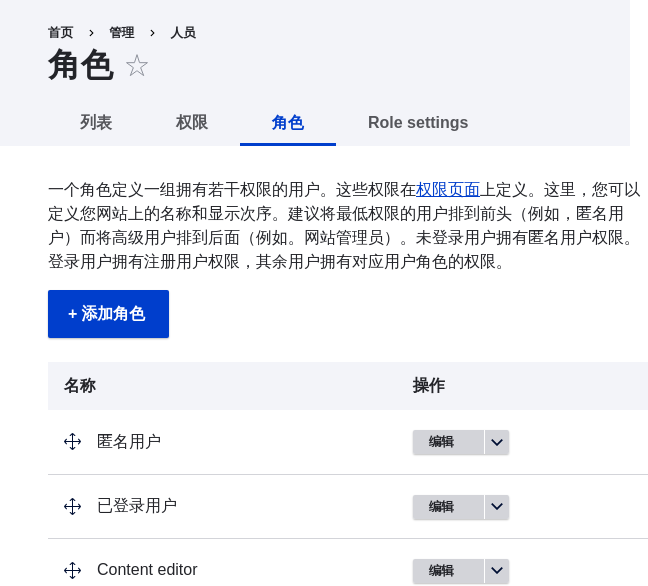 首页 › 管理 › 人员
角色 ☆
列表 权限 角色 Role settings
一个角色定义一组拥有若干权限的用户。这些权限在权限页面上定义。这里，您可以
定义您网站上的名称和显示次序。建议将最低权限的用户排到前头（例如，匿名用
户）而将高级用户排到后面（例如。网站管理员）。未登录用户拥有匿名用户权限。
登录用户拥有注册用户权限，其余用户拥有对应用户角色的权限。
+ 添加角色
名称 操作
匿名用户 编辑
已登录用户 编辑
Content editor 编辑